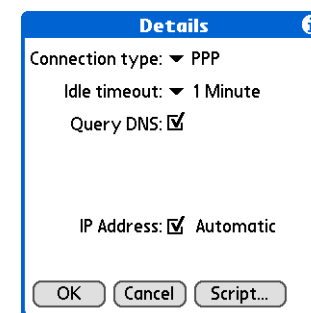 Details
Connection type: PPP
Idle timeout: 1 Minute
Query DNS:
IP Address: Automatic
OK Cancel Script...